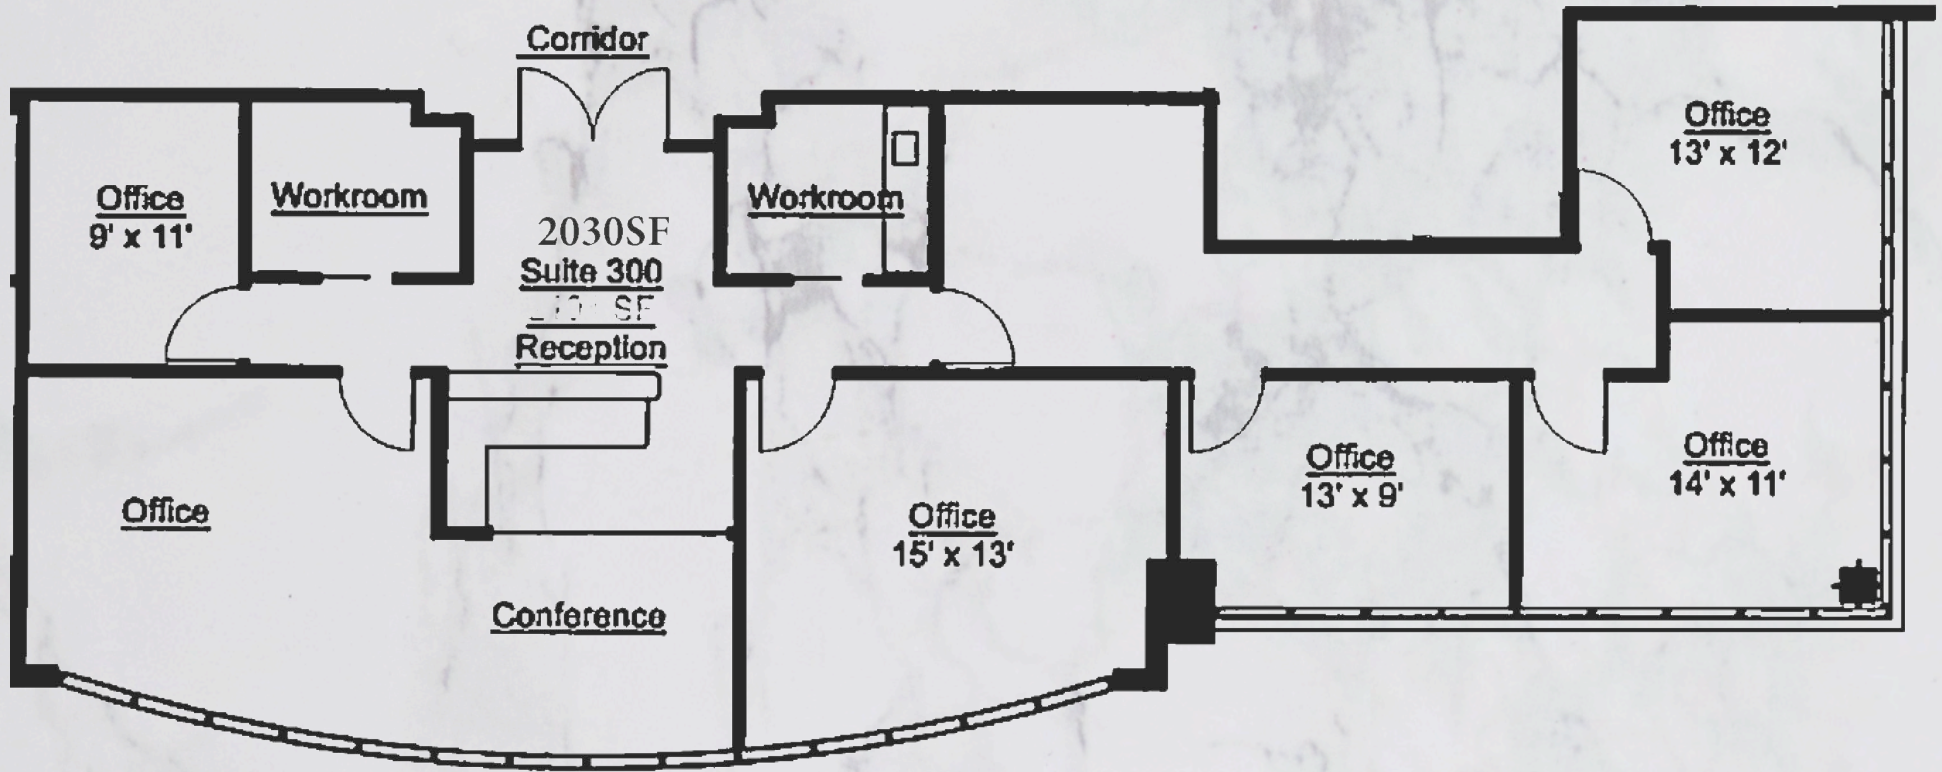 Corridor
Office
13' x 12'
Office
9' x 11'
Workroom
Workroom
2030SF
Suite 300
SF
Reception
Office
Conference
Office
15' x 13'
Office
13' x 9'
Office
14' x 11'